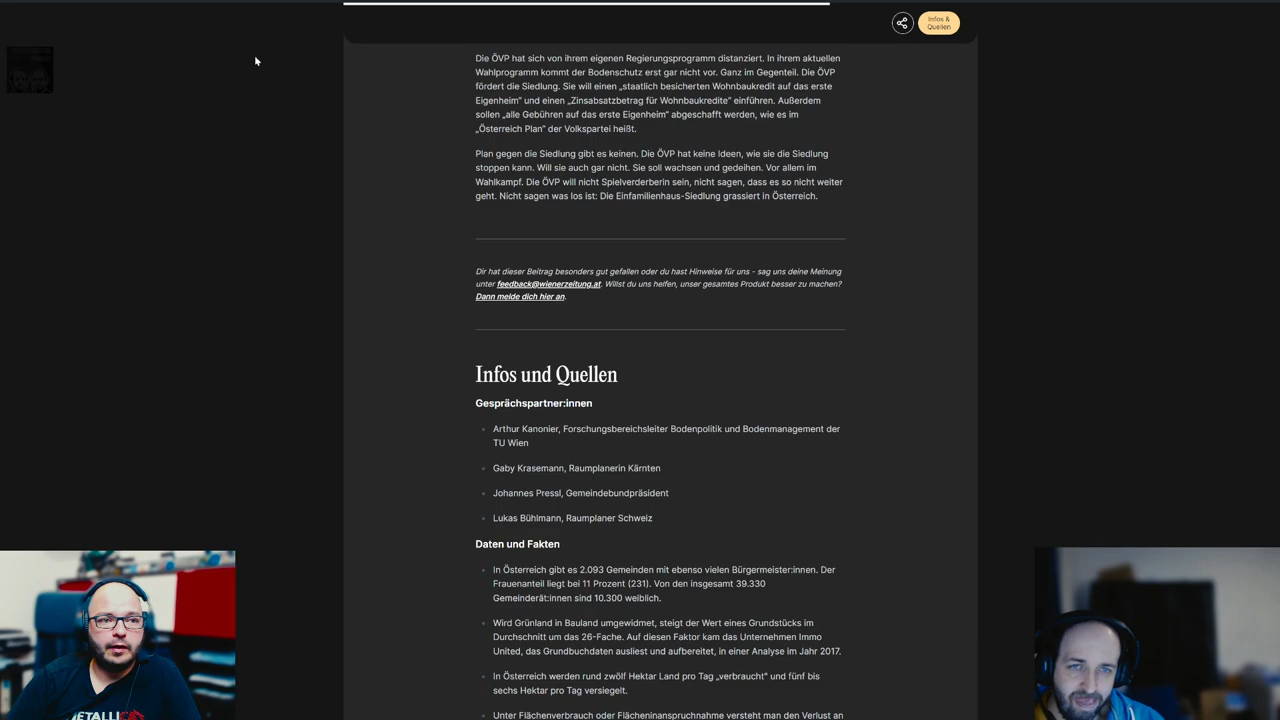 Infos &
Quellen
Die ÖVP hat sich von ihrem eigenen Regierungsprogramm distanziert. In ihrem aktuellen
Wahlprogramm kommt der Bodenschutz erst gar nicht vor. Ganz im Gegenteil. Die ÖVP
fördert die Siedlung. Sie will einen „staatlich besicherten Wohnbaukredit auf das erste
Eigenheim" und einen „Zinsabsatzbetrag für Wohnbaukredite" einführen. Außerdem
sollen „alle Gebühren auf das erste Eigenheim" abgeschafft werden, wie es im
„Österreich Plan" der Volkspartei heißt.
Plan gegen die Siedlung gibt es keinen. Die ÖVP hat keine Ideen, wie sie die Siedlung
stoppen kann. Will sie auch gar nicht. Sie soll wachsen und gedeihen. Vor allem im
Wahlkampf. Die ÖVP will nicht Spielverderberin sein, nicht sagen, dass es so nicht weiter
geht. Nicht sagen was los ist: Die Einfamilienhaus-Siedlung grassiert in Österreich.
Dir hat dieser Beitrag besonders gut gefallen oder du hast Hinweise für uns - sag uns deine Meinung
unter feedback@wienerzeitung.at. Willst du uns helfen, unser gesamtes Produkt besser zu machen?
Dann melde dich hier an.
Infos und Quellen
Gesprächspartner:innen
Arthur Kanonier, Forschungsbereichsleiter Bodenpolitik und Bodenmanagement der
TU Wien
Gaby Krasemann, Raumplanerin Kärnten
Johannes Pressl, Gemeindebundpräsident
Lukas Bühlmann, Raumplaner Schweiz
Daten und Fakten
In Österreich gibt es 2.093 Gemeinden mit ebenso vielen Bürgermeister:innen. Der
Frauenanteil liegt bei 11 Prozent (231). Von den insgesamt 39.330
Gemeinderät:innen sind 10.300 weiblich.
Wird Grünland in Bauland umgewidmet, steigt der Wert eines Grundstücks im
Durchschnitt um das 26-Fache. Auf diesen Faktor kam das Unternehmen Immo
United, das Grundbuchdaten ausliest und aufbereitet, in einer Analyse im Jahr 2017.
In Österreich werden rund zwölf Hektar Land pro Tag „verbraucht" und fünf bis
sechs Hektar pro Tag versiegelt.
Unter Flächenverbrauch oder Flächeninanspruchnahme versteht man den Verlust an
METALLICA